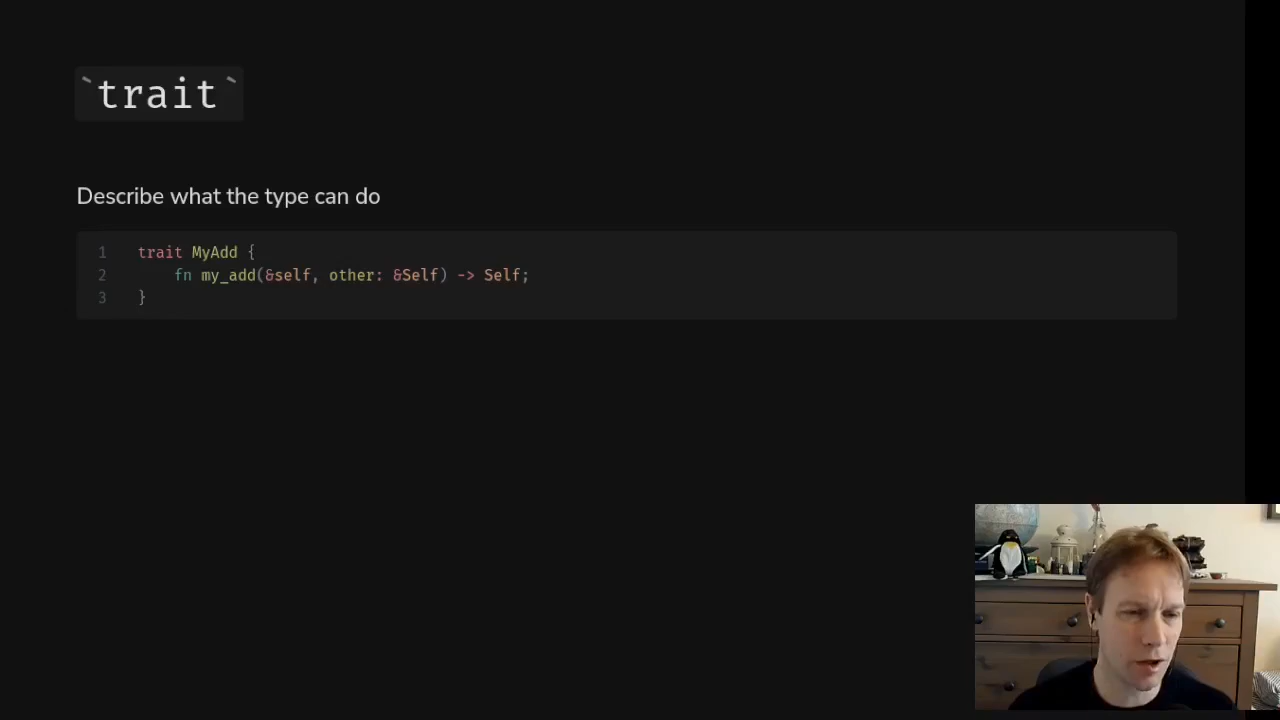 `trait`
Describe what the type can do
1 trait MyAdd {
2 fn my_add(&self, other: &Self) -> Self;
3 }